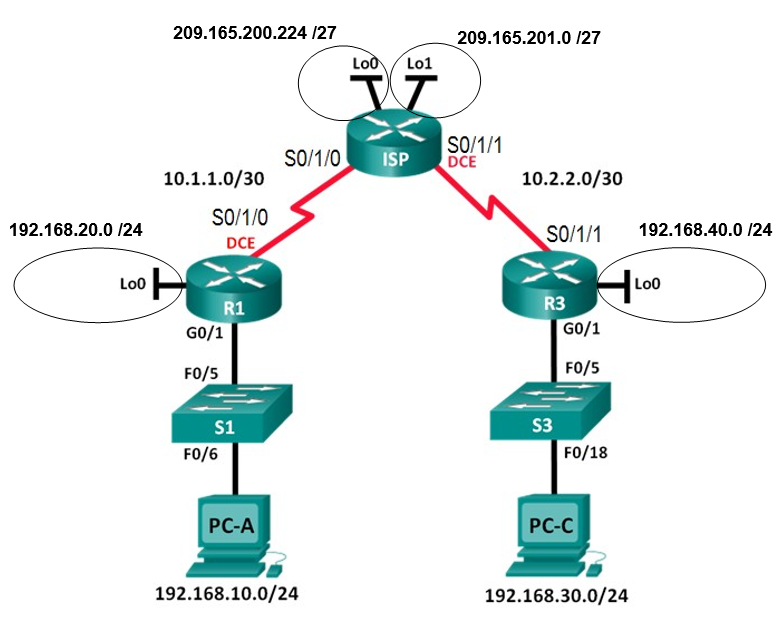 209.165.200.224 /27
209.165.201.0 /27
Lo0
Lo1
S0/1/0
ISP
S0/1/1
DCE
10.1.1.0/30
10.2.2.0/30
S0/1/0
DCE
S0/1/1
192.168.20.0 /24
192.168.40.0 /24
Lo0
R1
R3
Lo0
G0/1
G0/1
F0/5
F0/5
S1
S3
F0/6
F0/18
PC-A
PC-C
192.168.10.0/24
192.168.30.0/24